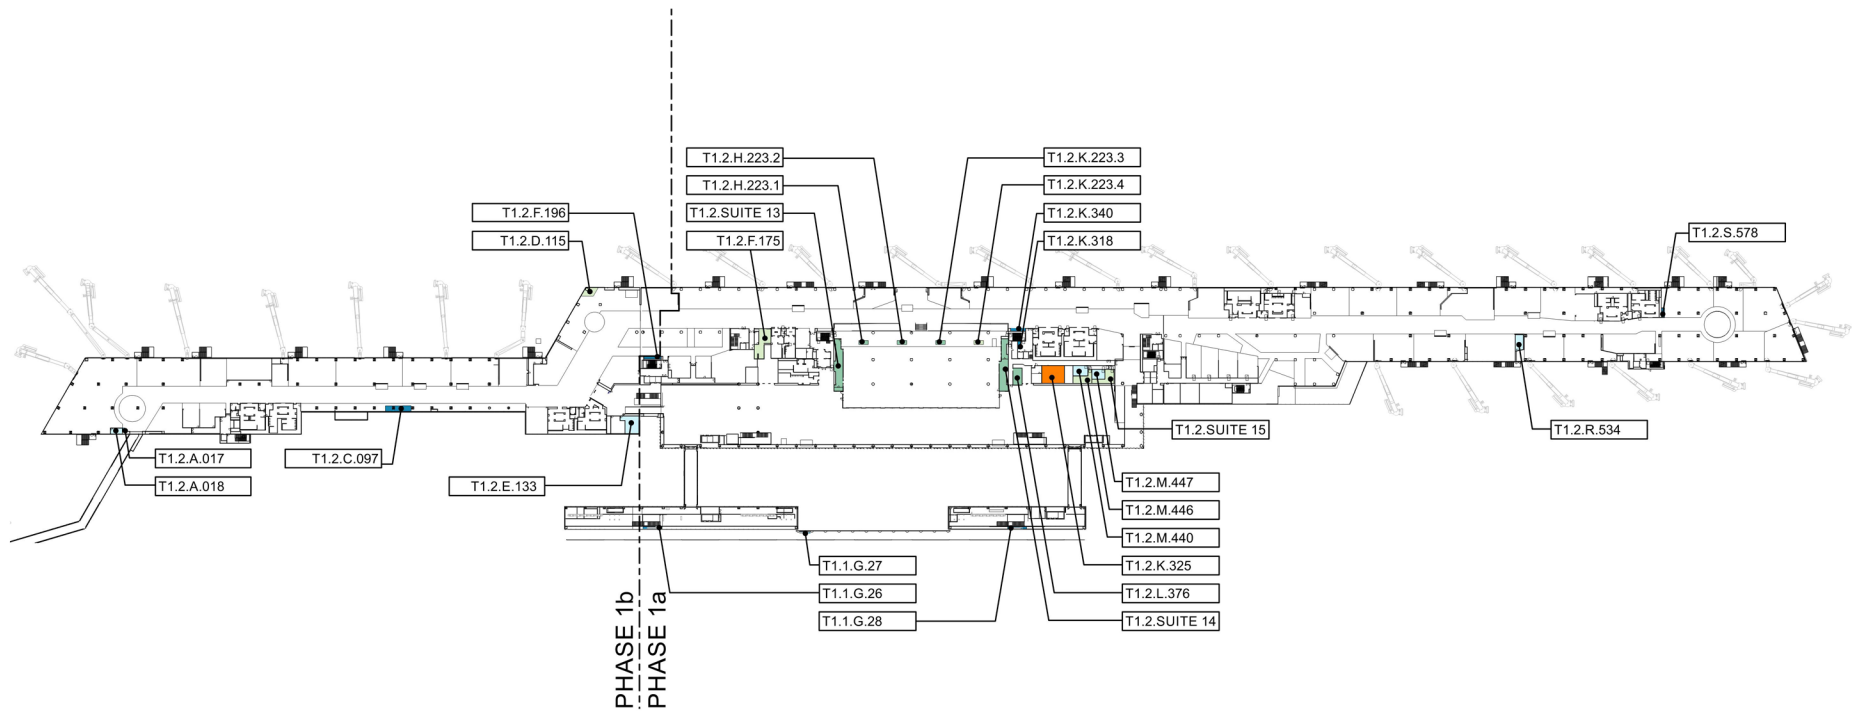 T1.2.H.223.2
T1.2.K.223.3
T1.2.H.223.1
T1.2.K.223.4
T1.2.F.196
T1.2.SUITE 13
T1.2.K.340
T1.2.D.115
T1.2.F.175
T1.2.K.318
T1.2.S.578
T1.2.SUITE 15
T1.2.R.534
T1.2.A.017
T1.2.C.097
T1.2.A.018
T1.2.E.133
T1.2.M.447
T1.2.M.446
T1.2.M.440
T1.1.G.27
T1.2.K.325
T1.1.G.26
T1.2.L.376
T1.1.G.28
T1.2.SUITE 14
PHASE 1b
PHASE 1a